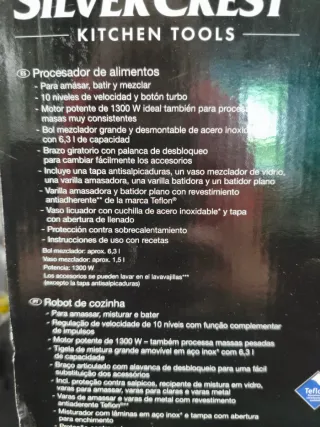 SILVERCREST
KITCHEN TOOLS
ES Procesador de alimentos
- Para amasar, batir y mezclar
- 10 niveles de velocidad y botón turbo
- Motor potente de 1300 W ideal también para
masas muy consistentes
- Bol mezclador grande y desmontable de acero
con 6,3 l de capacidad
- Brazo giratorio con palanca de desbloqueo
para cambiar fácilmente los accesorios
- Incluye una tapa antisalpicaduras, un vaso mezclador de vidrio,
una varilla amasadora, una varilla batidora y un batidor plano
- Varilla amasadora y batidor plano con revestimiento
antiadherente** de la marca Teflon®
- Vaso licuador con cuchilla de acero inoxidable* y tapa
con abertura de llenado
- Protección contra sobrecalentamiento
- Instrucciones de uso con recetas
Bol mezclador: aprox. 6,3 l
Vaso mezclador: aprox. 1,5 l
Potencia: 1300 W
Los accesorios se pueden lavar en el lavavajillas***
(excepto la tapa antisalpicaduras)
PT Robot de cozinha
- Para amassar, misturar e bater
- Regulação de velocidade de 10 níveis com função complementar
de impulsos
- Motor potente de 1300 W – também processa massas pesadas
- Tigela de mistura grande amovível em aço inox* com 6,3 l
de capacidade
- Braço articulado com alavanca de desbloqueio para uma fácil
substituição dos acessórios
- Incl. proteção contra salpicos, recipiente de mistura em vidro,
varas para amassar, varas para claras e varas metal
- Varas de amassar e varas de metal com revestimento
antiaderente Teflon®
- Misturador com lâminas em aço inox* e tampa com abertura
para enchimento